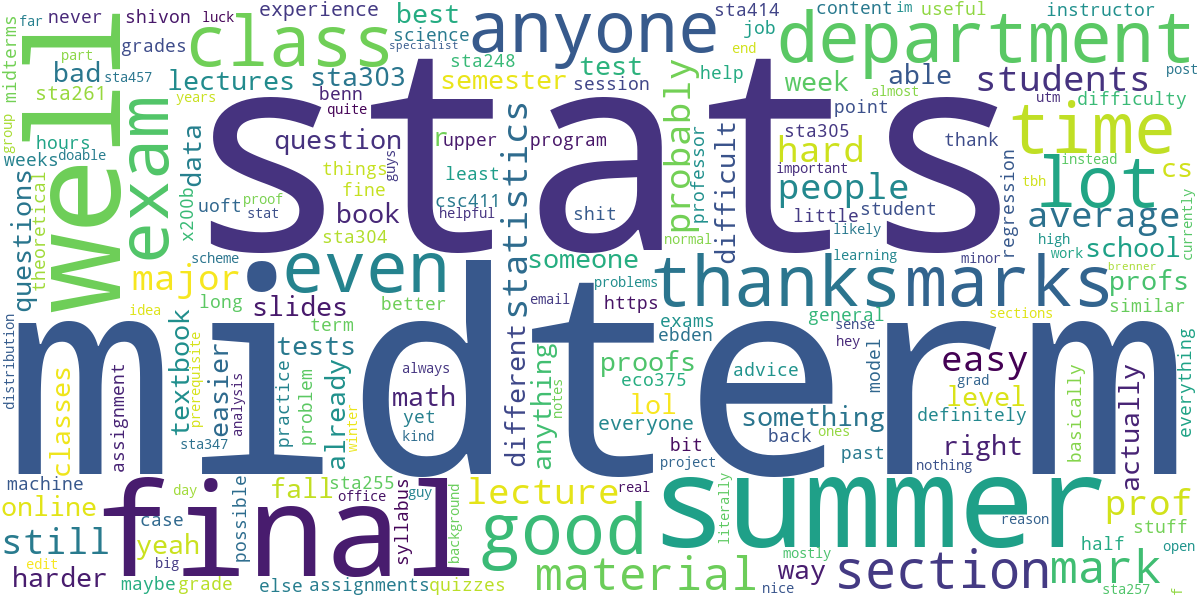 stats
midterm
final
summer
well
class
anyone
department
students
time
lot
average
school
profs
similar
exam
even
thanks
marks
good
lecture
section
mark
prof
material
way
still
harder
online
yeah
fall
statistics
probably
people
hard
week
able
difficulty
cs
semester
test
sta303
lectures
bad
sta261
hours
weeks
doable
midterms
group
never
far
part
shivon
grades
luck
experience
best
science
specialist
sta457
years
benn
quite
sta248
session
help
sta414
job
end
content
im
useful
instructor
almost
post
utm
point
sta305
thank
important
little
student
likely
learning
regression
tbh
instead
high
work
currently
minor
brenner
everything
question
things
guys
fine
book
proof
stat
uoft
data
x200b
theoretical
questions
sta304
r
upper
program
least
csc411
helpful
shit
difficult
professor
normal
someone
major
scheme
idea
long
slides
better
term
tests
textbook
easier
prerequisite
analysis
practice
problem
already
winter
distribution
classes
assignment
sta347
math
always
yet
kind
different
email
problems
https
anything
notes
proofs
eco375
lol
everyone
exams
ebden
general
sense
hey
advice
model
something
back
ones
bit
project
past
easy
grad
level
definitely
right
nothing
sections
basically
actually
machine
day
case
big
edit
maybe
grade
possible
else
assignments
quizzes
sta255
office
guy
syllabus
background
real
literally
mostly
nice
reason
half
stuff
open
sta257
f